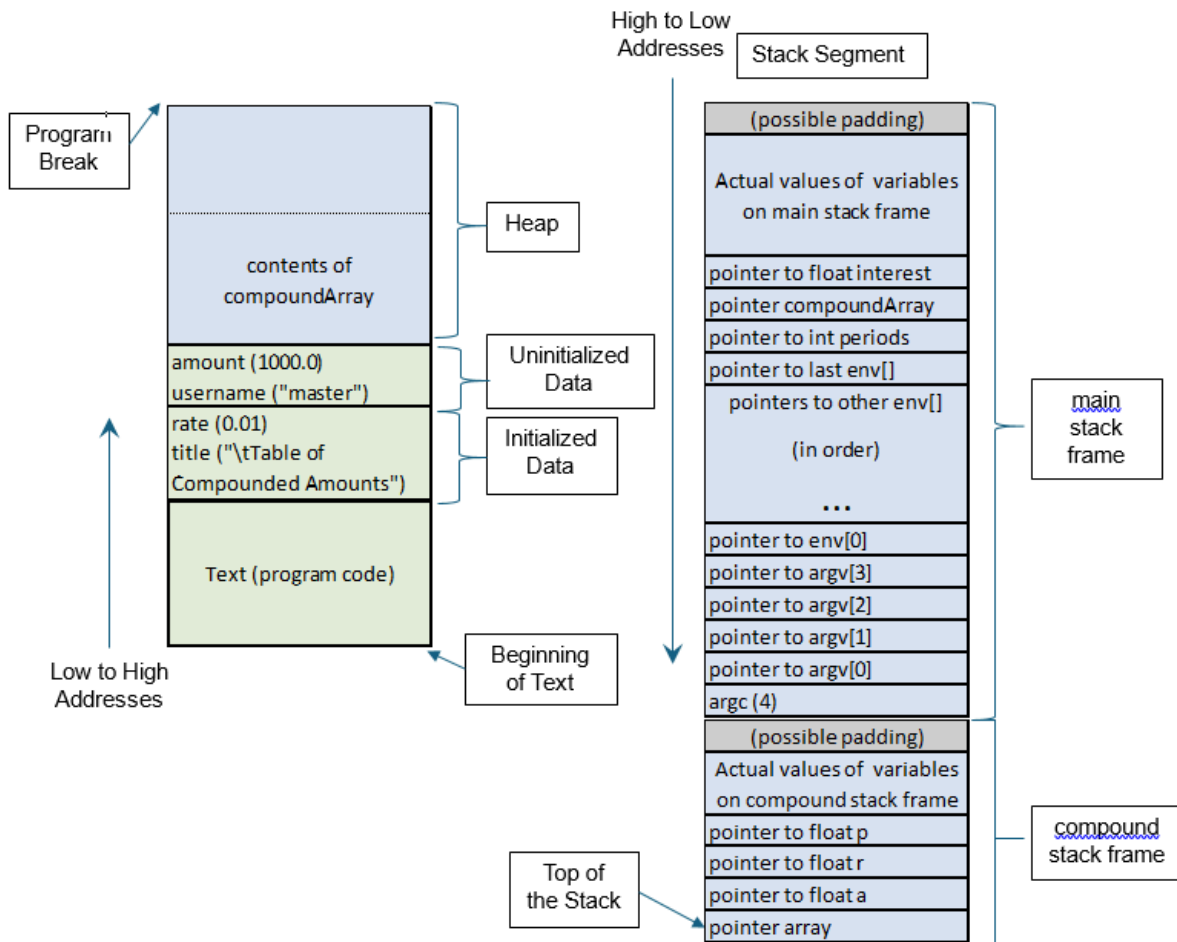 High to Low
Addresses
Stack Segment
Program
Break
Heap
contents of
compoundArray
amount (1000.0)
username ("master")
Uninitialized
Data
rate (0.01)
title ("\tTable of
Compounded Amounts")
Initialized
Data
Text (program code)
Beginning
of Text
Low to High
Addresses
(possible padding)
Actual values of variables
on main stack frame
pointer to float interest
pointer compoundArray
pointer to int periods
pointer to last env[]
pointers to other env[]
(in order)
...
pointer to env[0]
pointer to argv[3]
pointer to argv[2]
pointer to argv[1]
pointer to argv[0]
argc (4)
main
stack
frame
(possible padding)
Actual values of variables
on compound stack frame
pointer to float p
pointer to float r
pointer to float a
pointer array
compound
stack frame
Top of
the Stack